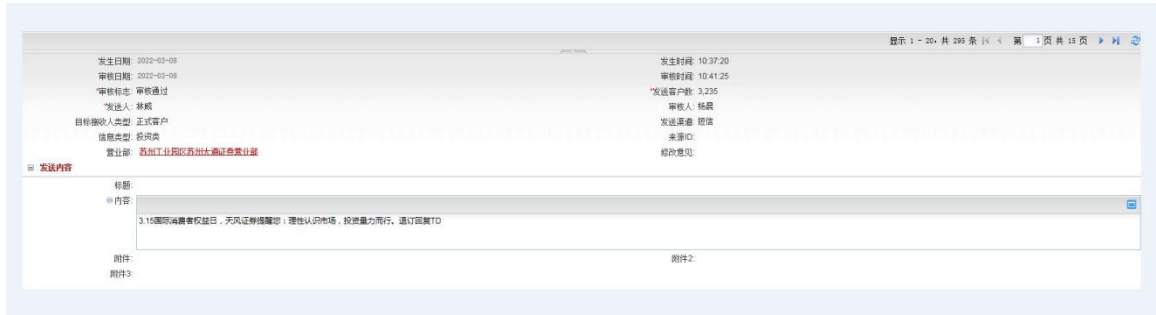 显示 1 - 20，共 295 条 第 1 页 共 15 页
发生日期: 2022-03-08 发生时间: 10:37:20
审核日期: 2022-03-08 审核时间: 10:41:25
*审核标志: 审核通过 *发送客户数: 3,235
*发送人: 林威 审核人: 杨晨
目标接收人类型: 正式客户 发送渠道: 短信
信息类型: 投资类 来源ID:
营业部: 苏州工业园区苏州大道证券营业部 修改意见:
发送内容
标题:
内容:
3.15国际消费者权益日，天风证券提醒您：理性认识市场，投资量力而行。退订回复TD
附件: 附件2:
附件3: